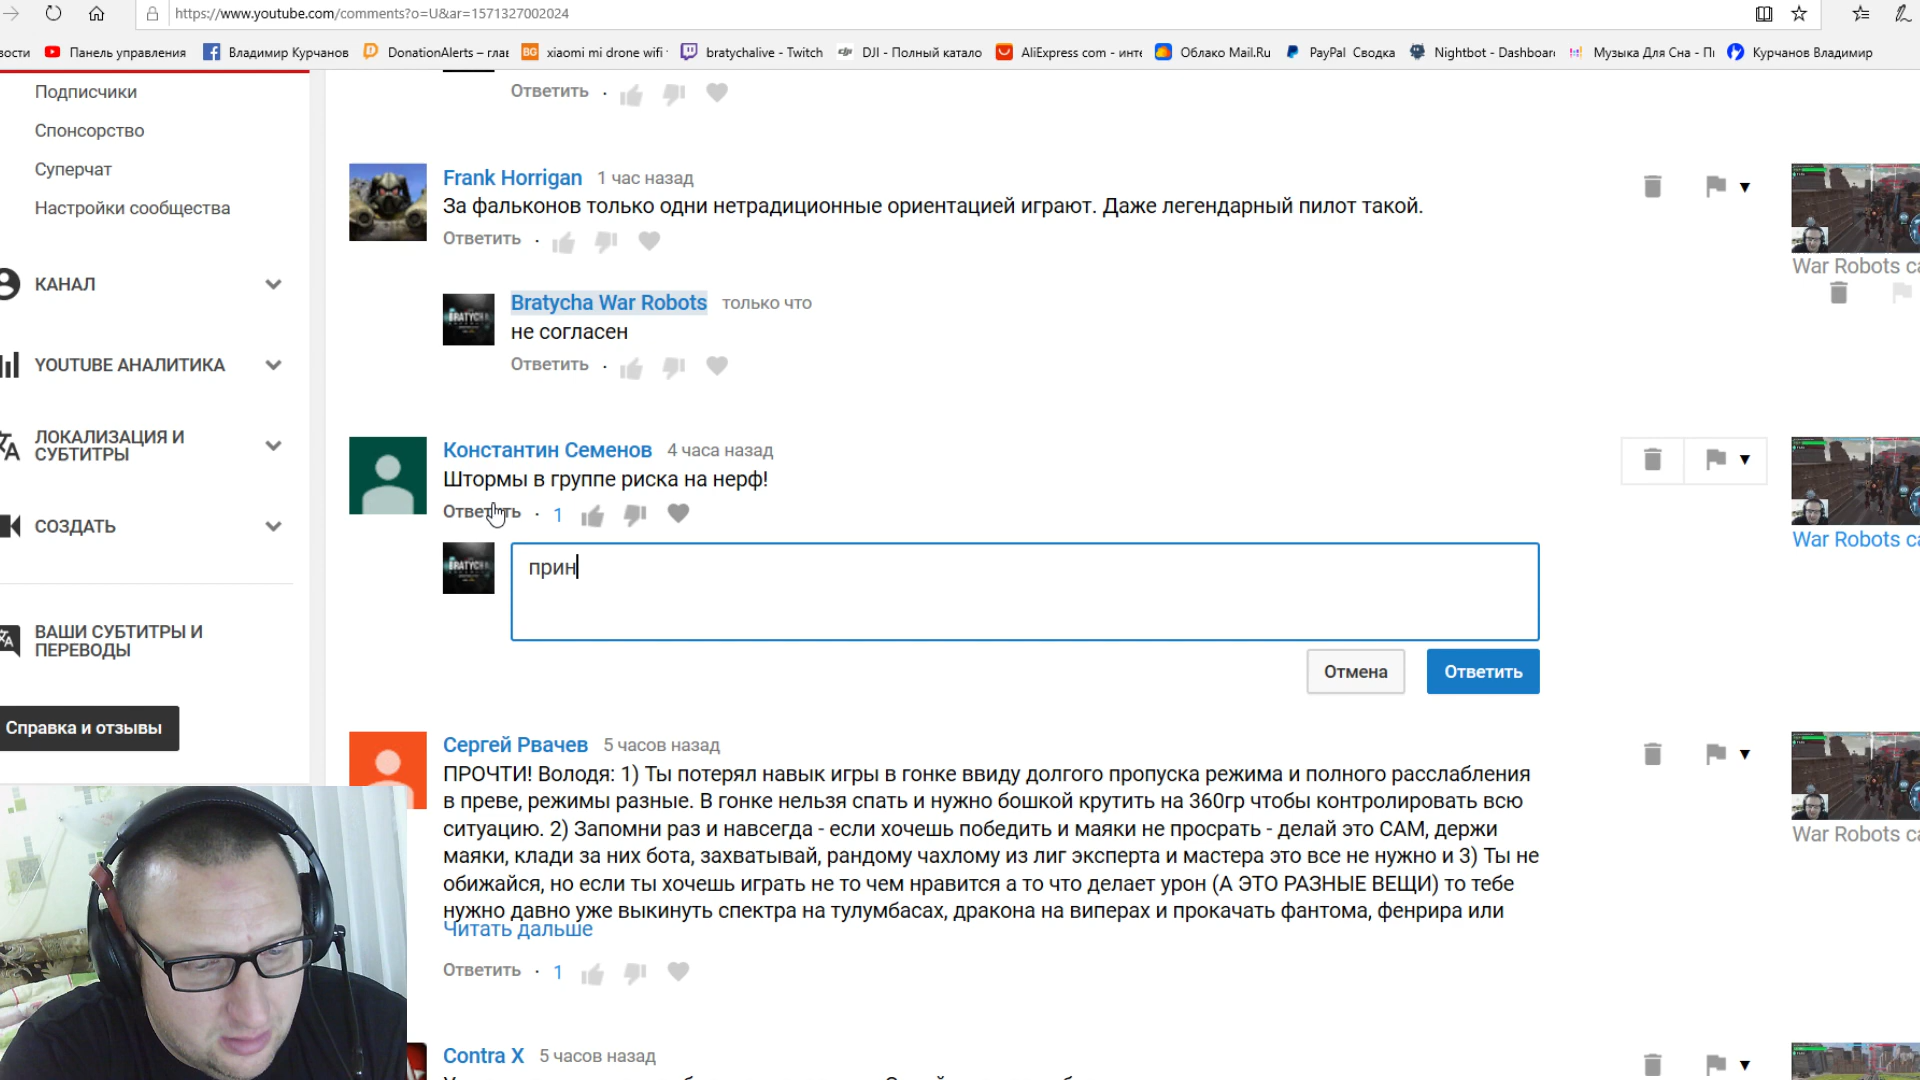 https://www.youtube.com/comments?o=U&ar=1571327002024
вости
Панель управления
Владимир Курчанов
DonationAlerts – глав
xiaomi mi drone wifi
bratychalive - Twitch
DJI - Полный катало
AliExpress com - инте
Облако Mail.Ru
PayPal Сводка
Nightbot - Dashboar
Музыка Для Сна - П
Курчанов Владимир
Подписчики
Спонсорство
Суперчат
Настройки сообщества
КАНАЛ
YOUTUBE АНАЛИТИКА
ЛОКАЛИЗАЦИЯ И
СУБТИТРЫ
СОЗДАТЬ
ВАШИ СУБТИТРЫ И
ПЕРЕВОДЫ
Справка и отзывы
Ответить
Frank Horrigan 1 час назад
За фальконов только одни нетрадиционные ориентацией играют. Даже легендарный пилот такой.
Ответить
War Robots са
Bratycha War Robots только что
не согласен
Ответить
Константин Семенов 4 часа назад
Штормы в группе риска на нерф!
Ответить · 1
War Robots са
прин
Отмена
Ответить
Сергей Рвачев 5 часов назад
ПРОЧТИ! Володя: 1) Ты потерял навык игры в гонке ввиду долгого пропуска режима и полного расслабления
в преве, режимы разные. В гонке нельзя спать и нужно бошкой крутить на 360гр чтобы контролировать всю
ситуацию. 2) Запомни раз и навсегда - если хочешь победить и маяки не просрать - делай это САМ, держи
маяки, клади за них бота, захватывай, рандому чахлому из лиг эксперта и мастера это все не нужно и 3) Ты не
обижайся, но если ты хочешь играть не то чем нравится а то что делает урон (А ЭТО РАЗНЫЕ ВЕЩИ) то тебе
нужно давно уже выкинуть спектра на тулумбасах, дракона на виперах и прокачать фантома, фенрира или
Читать дальше
Ответить · 1
War Robots са
Contra X 5 часов назад